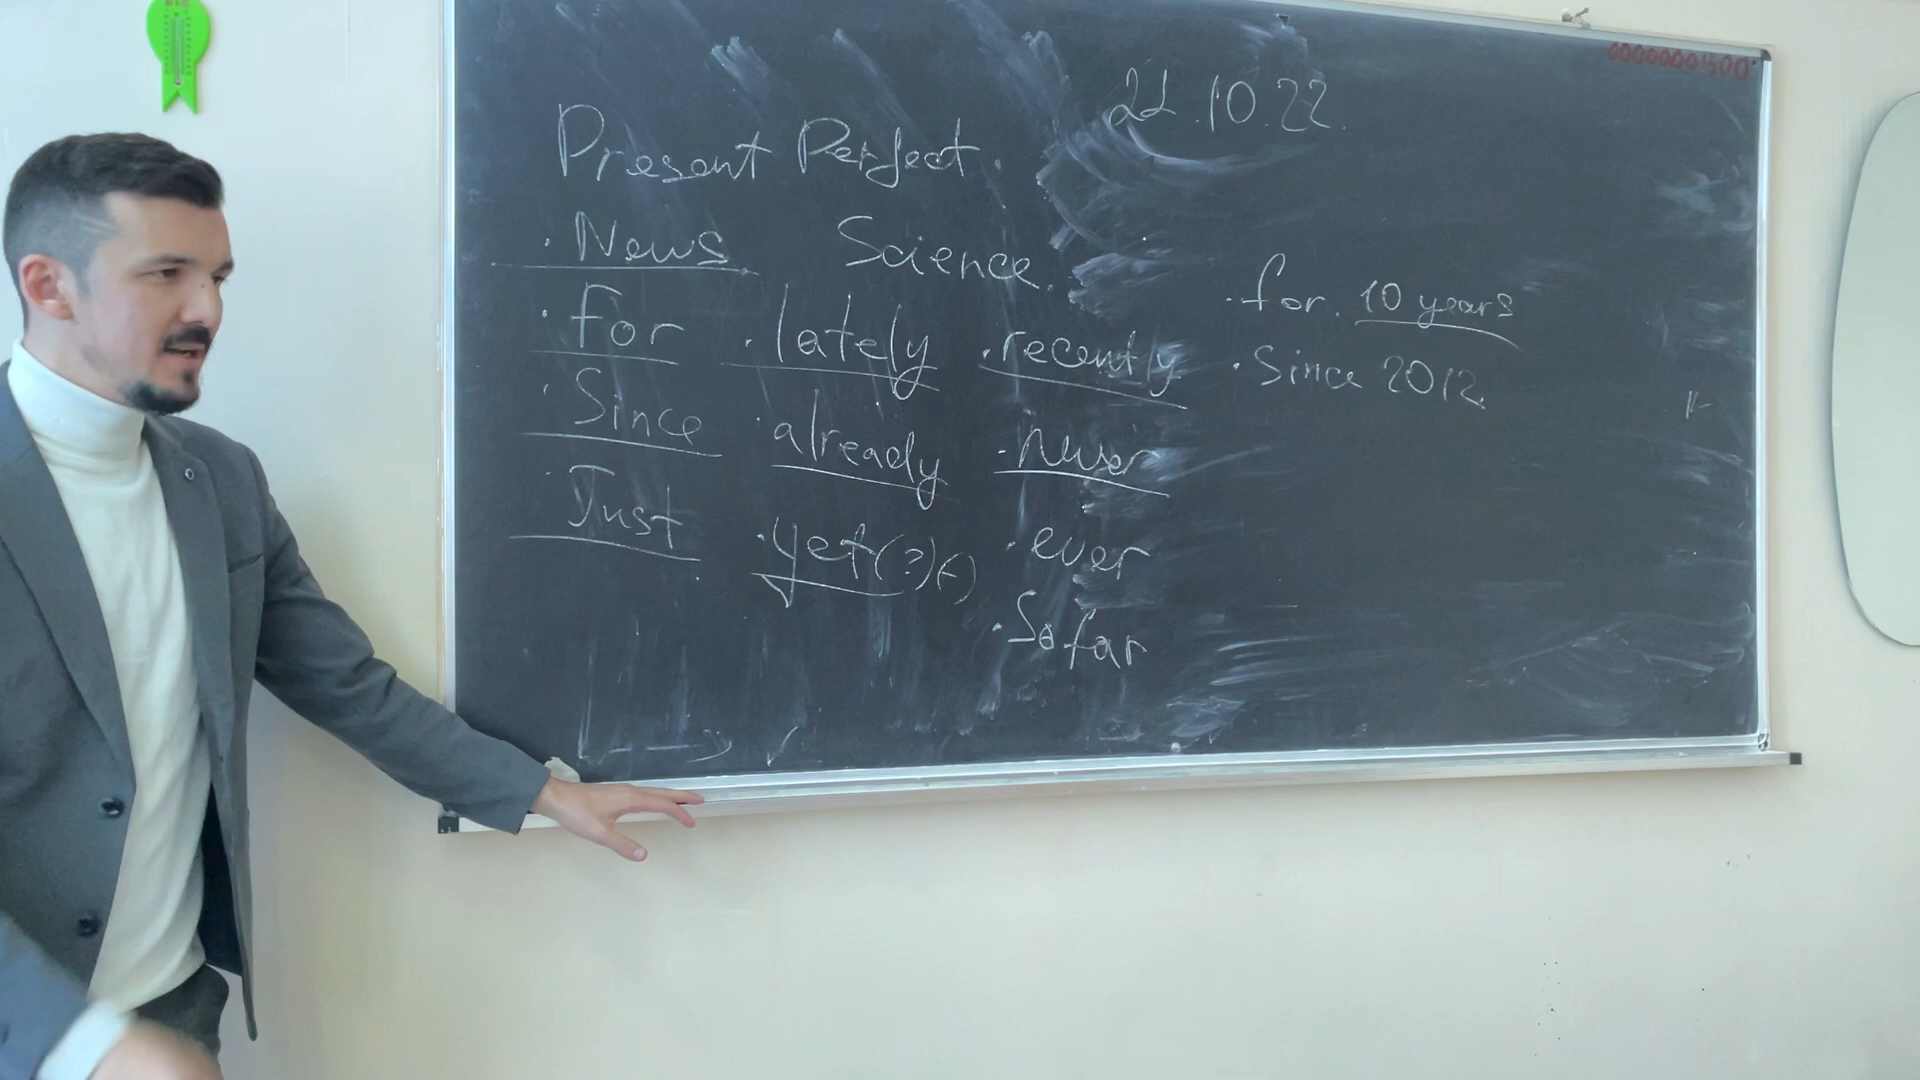 21.10.22.
Present Perfect.
· News Science.
· For · lately · recently
· Since · already · never
· Just · yet (?)(-) · ever
· So far
· for. 10 years
· Since 2012.